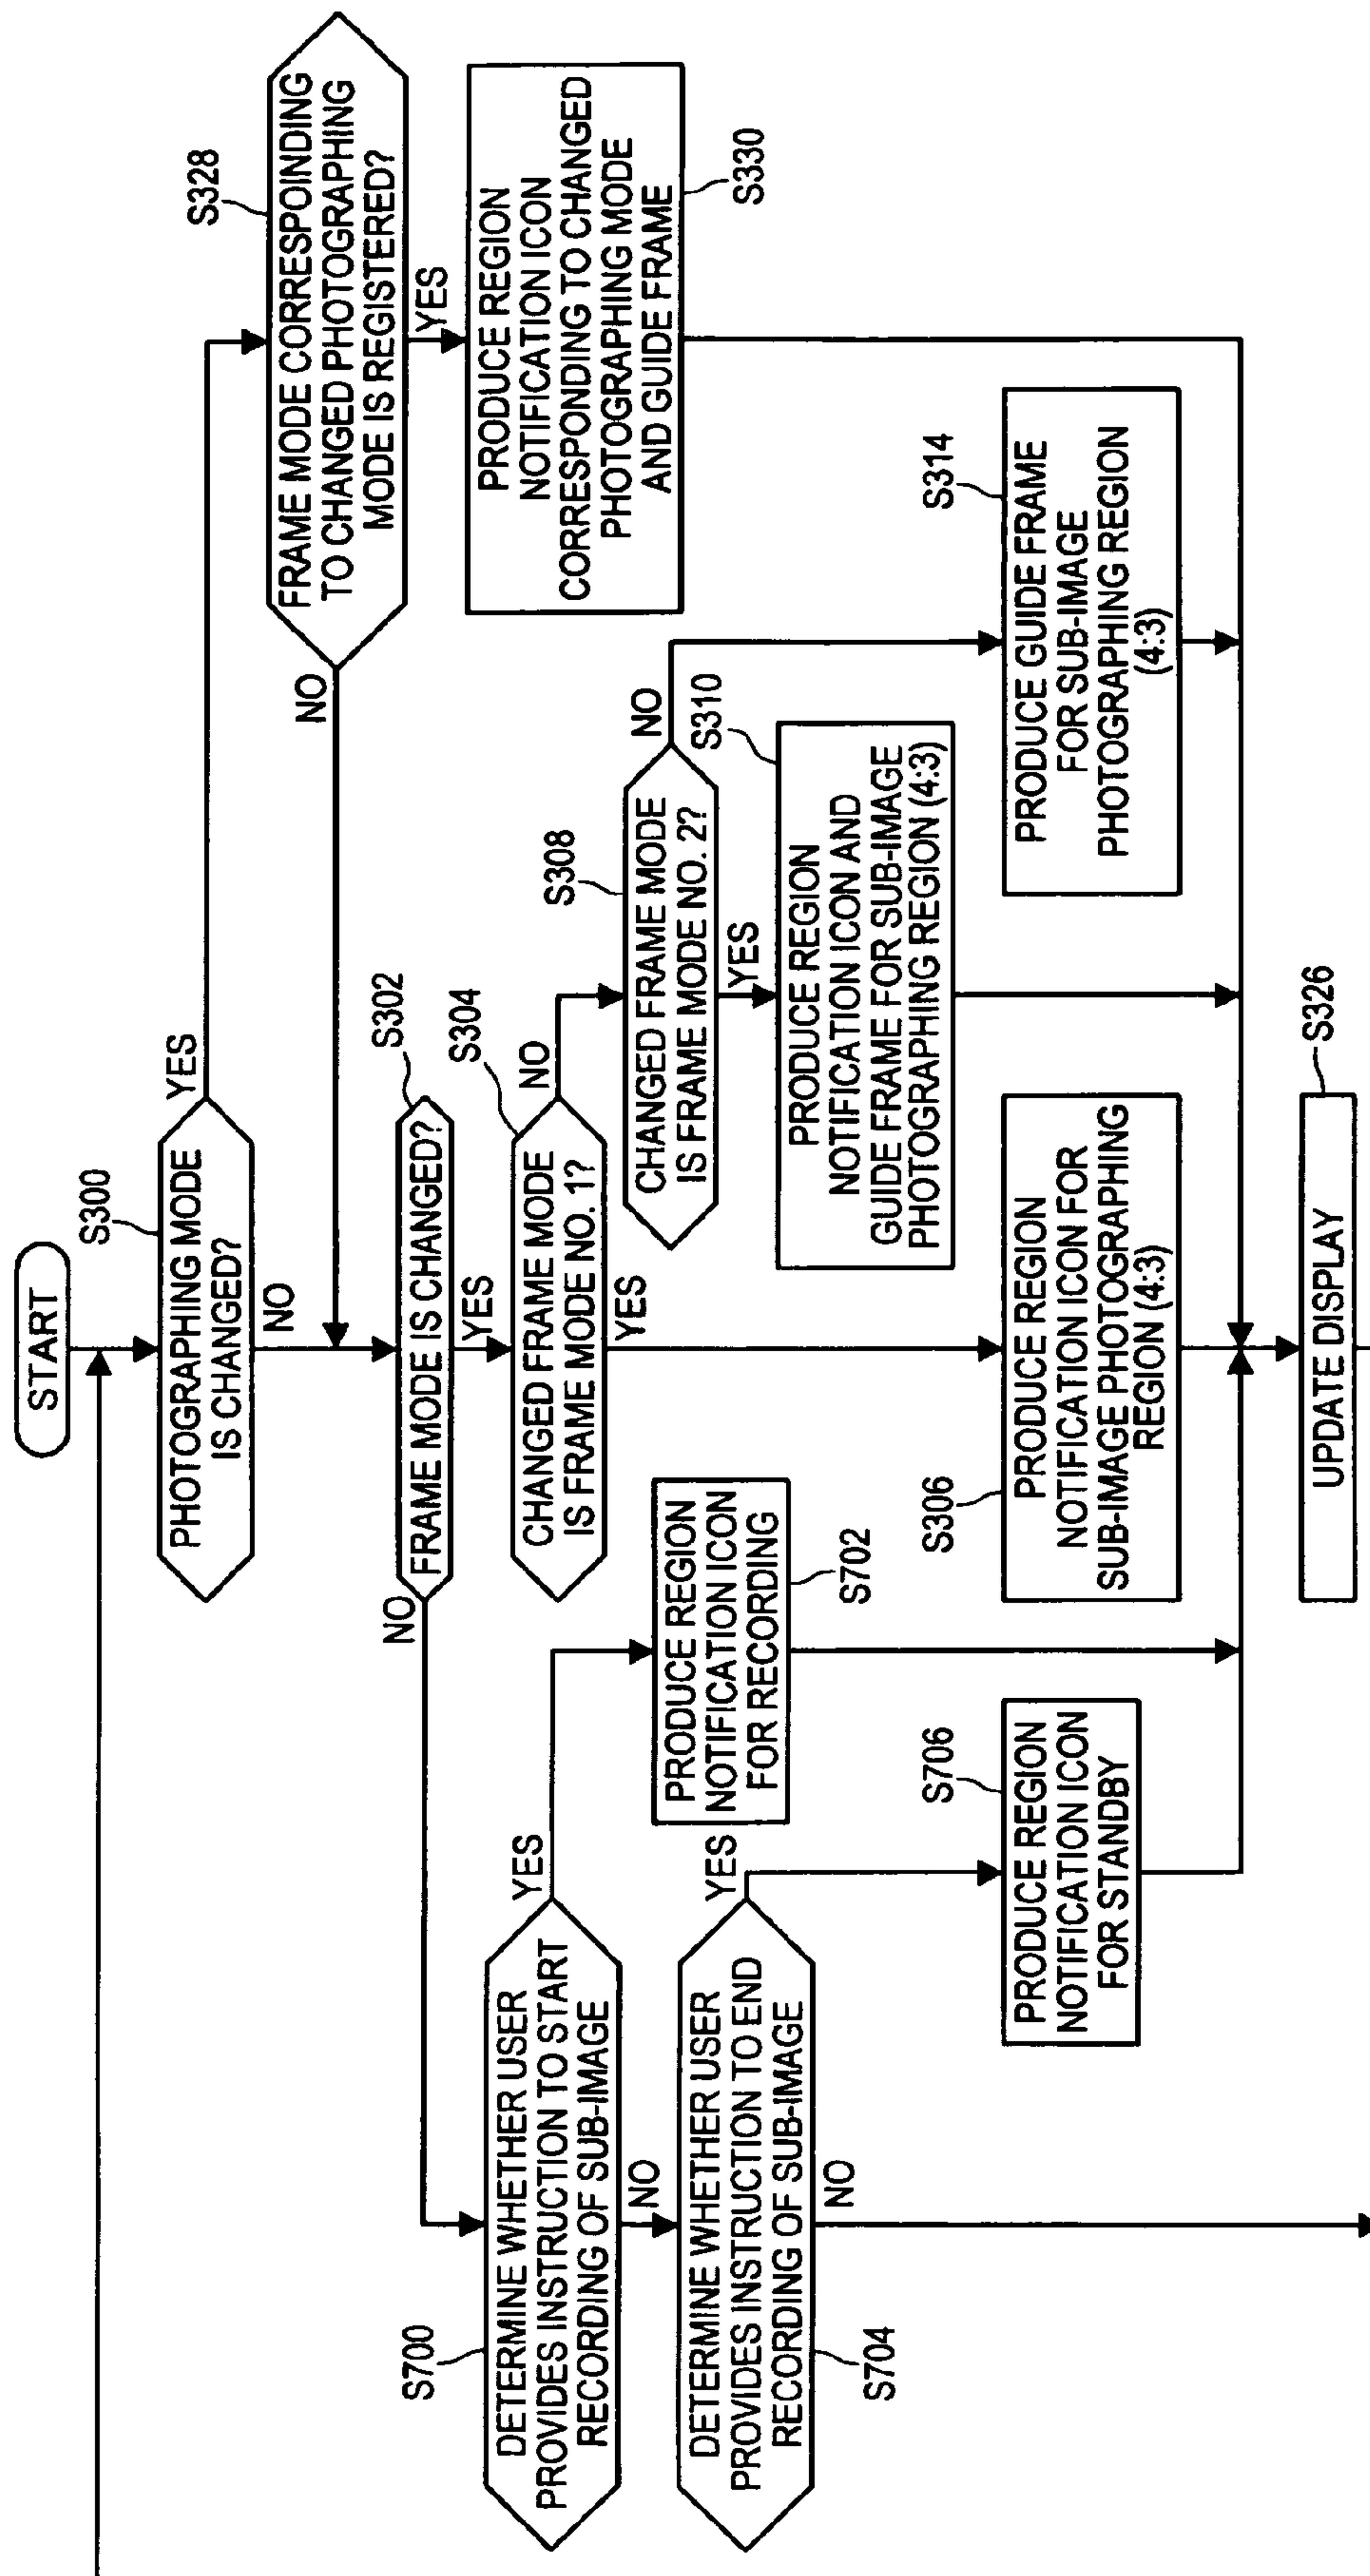 START
S300
PHOTOGRAPHING MODE
IS CHANGED?
YES
NO
S328
FRAME MODE CORRESPOINDING
TO CHANGED PHOTOGRAPHING
MODE IS REGISTERED?
NO
YES
S330
PRODUCE REGION
NOTIFICATION ICON
CORRESPONDING TO CHANGED
PHOTOGRAPHING MODE
AND GUIDE FRAME
S302
FRAME MODE IS CHANGED?
NO
YES
S304
CHANGED FRAME MODE
IS FRAME MODE NO. 1?
NO
YES
S308
CHANGED FRAME MODE
IS FRAME MODE NO. 2?
NO
YES
S310
PRODUCE REGION
NOTIFICATION ICON AND
GUIDE FRAME FOR SUB-IMAGE
PHOTOGRAPHING REGION (4:3)
S314
PRODUCE GUIDE FRAME
FOR SUB-IMAGE
PHOTOGRAPHING REGION
(4:3)
S306
PRODUCE REGION
NOTIFICATION ICON FOR
SUB-IMAGE PHOTOGRAPHING
REGION (4:3)
S700
DETERMINE WHETHER USER
PROVIDES INSTRUCTION TO START
RECORDING OF SUB-IMAGE
YES
NO
S702
PRODUCE REGION
NOTIFICATION ICON
FOR RECORDING
S704
DETERMINE WHETHER USER
PROVIDES INSTRUCTION TO END
RECORDING OF SUB-IMAGE
YES
NO
S706
PRODUCE REGION
NOTIFICATION ICON
FOR STANDBY
S326
UPDATE DISPLAY